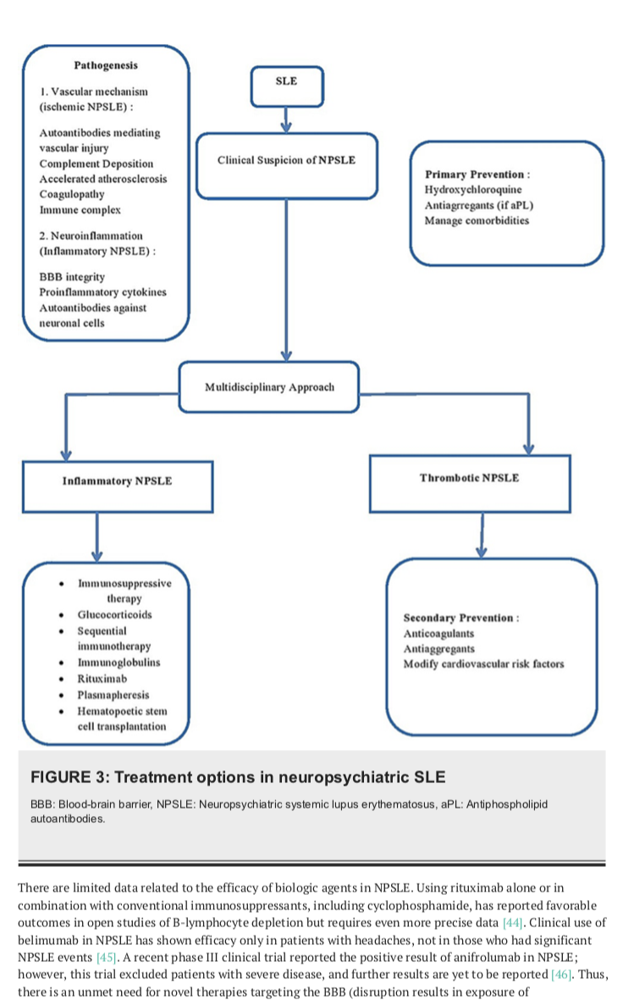 Pathogenesis
1. Vascular mechanism
(ischemic NPSLE) :
Autoantibodies mediating
vascular injury
Complement Deposition
Accelerated atherosclerosis
Coagulopathy
Immune complex
2. Neuroinflammation
(Inflammatory NPSLE) :
BBB integrity
Proinflammatory cytokines
Autoantibodies against
neuronal cells
SLE
Clinical Suspicion of NPSLE
Primary Prevention :
Hydroxychloroquine
Antiagrregants (if aPL)
Manage comorbidities
Multidisciplinary Approach
Inflammatory NPSLE
Thrombotic NPSLE
• Immunosuppressive
therapy
• Glucocorticoids
• Sequential
immunotherapy
• Immunoglobulins
• Rituximab
• Plasmapheresis
• Hematopoetic stem
cell transplantation
Secondary Prevention :
Anticoagulants
Antiaggregants
Modify cardiovascular risk factors
FIGURE 3: Treatment options in neuropsychiatric SLE
BBB: Blood-brain barrier, NPSLE: Neuropsychiatric systemic lupus erythematosus, aPL: Antiphospholipid
autoantibodies.
There are limited data related to the efficacy of biologic agents in NPSLE. Using rituximab alone or in
combination with conventional immunosuppressants, including cyclophosphamide, has reported favorable
outcomes in open studies of B-lymphocyte depletion but requires even more precise data [44]. Clinical use of
belimumab in NPSLE has shown efficacy only in patients with headaches, not in those who had significant
NPSLE events [45]. A recent phase III clinical trial reported the positive result of anifrolumab in NPSLE;
however, this trial excluded patients with severe disease, and further results are yet to be reported [46]. Thus,
there is an unmet need for novel therapies targeting the BBB (disruption results in exposure of